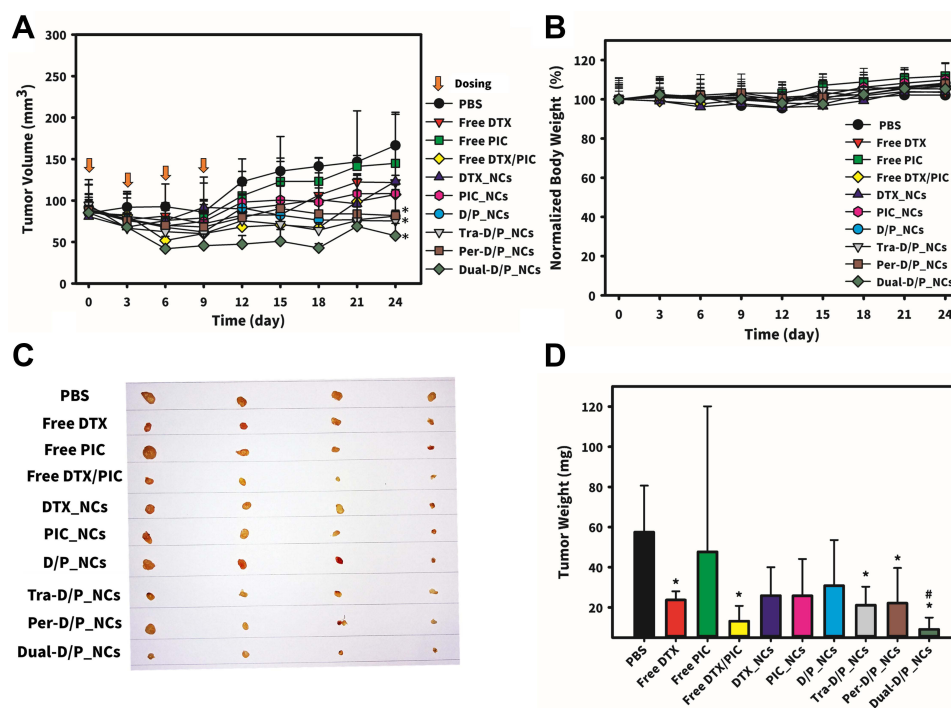 A
300
250
200
150
100
50
0
Tumor Volume (mm3)
0 3 6 9 12 15 18 21 24
Time (day)
Dosing
PBS
Free DTX
Free PIC
Free DTX/PIC
DTX_NCs
PIC_NCs
D/P_NCs
Tra-D/P_NCs
Per-D/P_NCs
Dual-D/P_NCs
*
*
*
B
120
100
80
60
40
20
0
Normalized Body Weight (%)
0 3 6 9 12 15 18 21 24
Time (day)
PBS
Free DTX
Free PIC
Free DTX/PIC
DTX_NCs
PIC_NCs
D/P_NCs
Tra-D/P_NCs
Per-D/P_NCs
Dual-D/P_NCs
C
PBS
Free DTX
Free PIC
Free DTX/PIC
DTX_NCs
PIC_NCs
D/P_NCs
Tra-D/P_NCs
Per-D/P_NCs
Dual-D/P_NCs
D
120
100
80
60
40
20
Tumor Weight (mg)
* * * * # *
PBS
Free DTX
Free PIC
Free DTX/PIC
DTX_NCs
PIC_NCs
D/P_NCs
Tra-D/P_NCs
Per-D/P_NCs
Dual-D/P_NCs